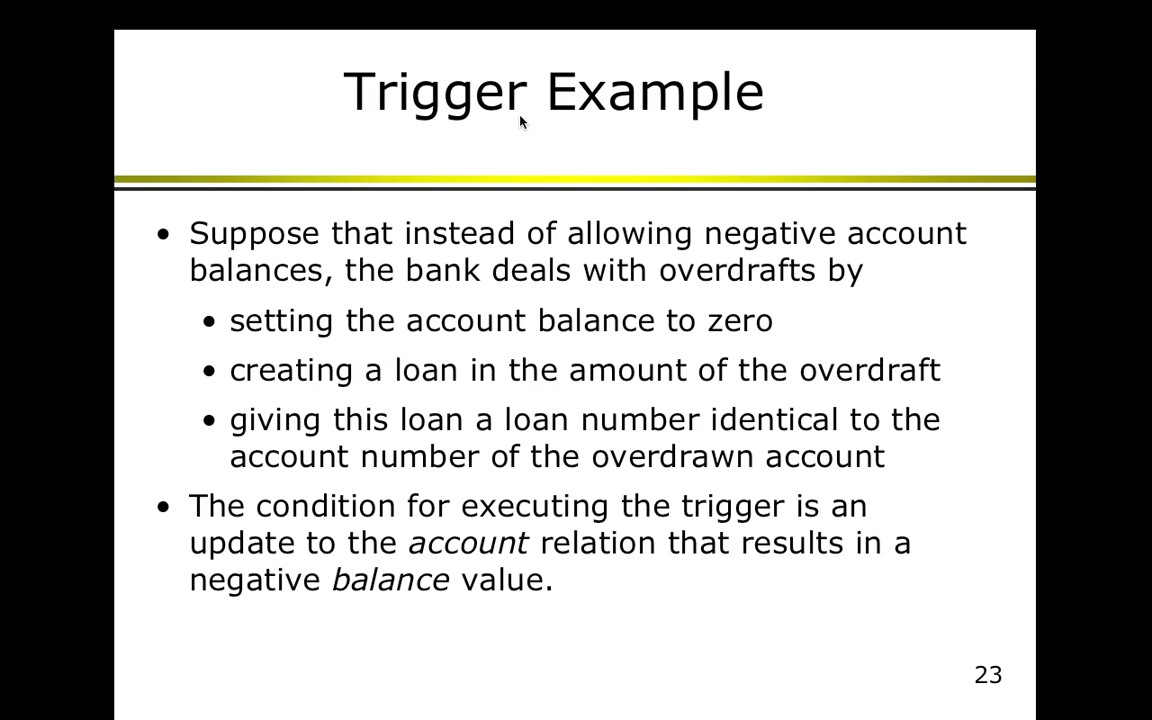 Trigger Example
• Suppose that instead of allowing negative account
balances, the bank deals with overdrafts by
• setting the account balance to zero
• creating a loan in the amount of the overdraft
• giving this loan a loan number identical to the
account number of the overdrawn account
• The condition for executing the trigger is an
update to the account relation that results in a
negative balance value.
23